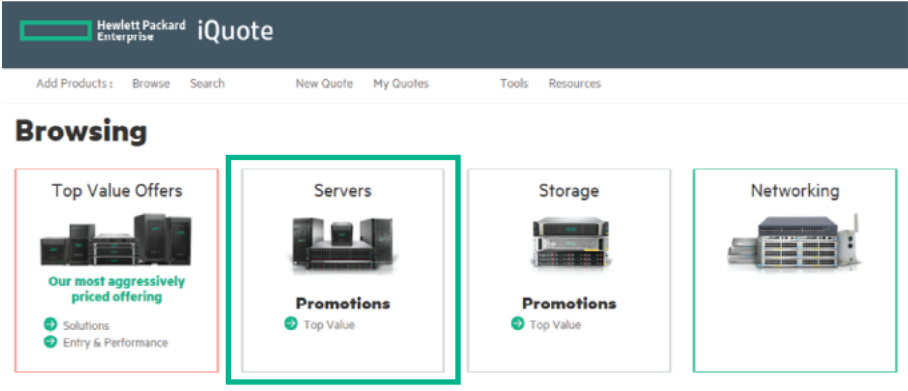 Hewlett Packard
Enterprise
iQuote
Add Products : Browse Search New Quote My Quotes Tools Resources
Browsing
Top Value Offers
Our most aggressively
priced offering
Solutions
Entry & Performance
Servers
Promotions
Top Value
Storage
Promotions
Top Value
Networking